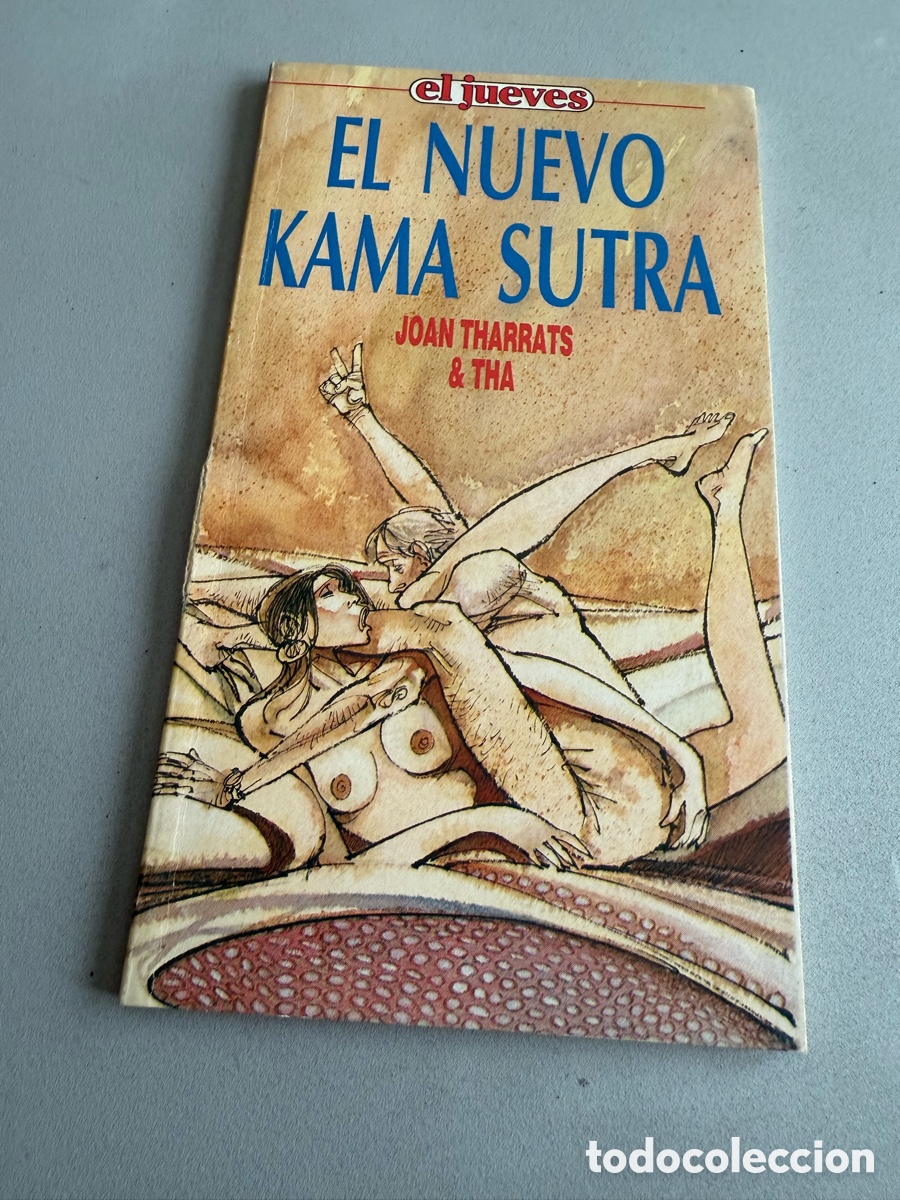 el jueves
EL NUEVO
KAMA SUTRA
JOAN THARRATS
& THA
todocoleccion